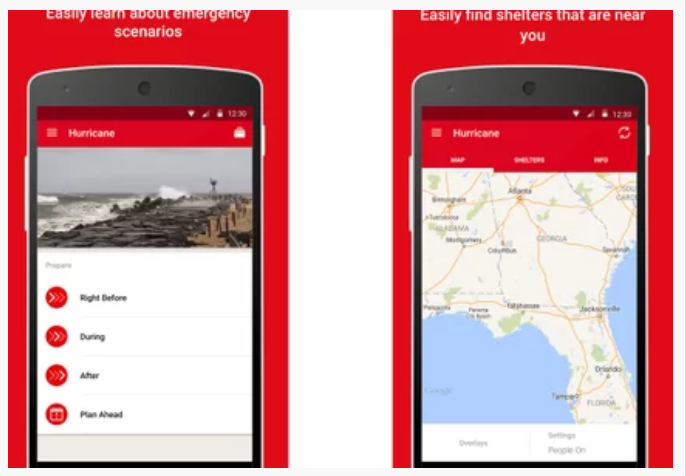 Easily learn about emergency
scenarios
12:30
Hurricane
Prepare
Right Before
During
After
Plan Ahead
Easily find shelters that are near
you
12:30
Hurricane
MAP SHELTERS INFO
Atlanta
Birmingham
Tuscaloosa
ALABAMA
Montgomery
Columbus
GEORGIA
Savannah
Pensacola
Panama
City Beach
Tallahassee
Jacksonville
Orlando
Tampa
FLORIDA
Google
Overlays
Settings
People On